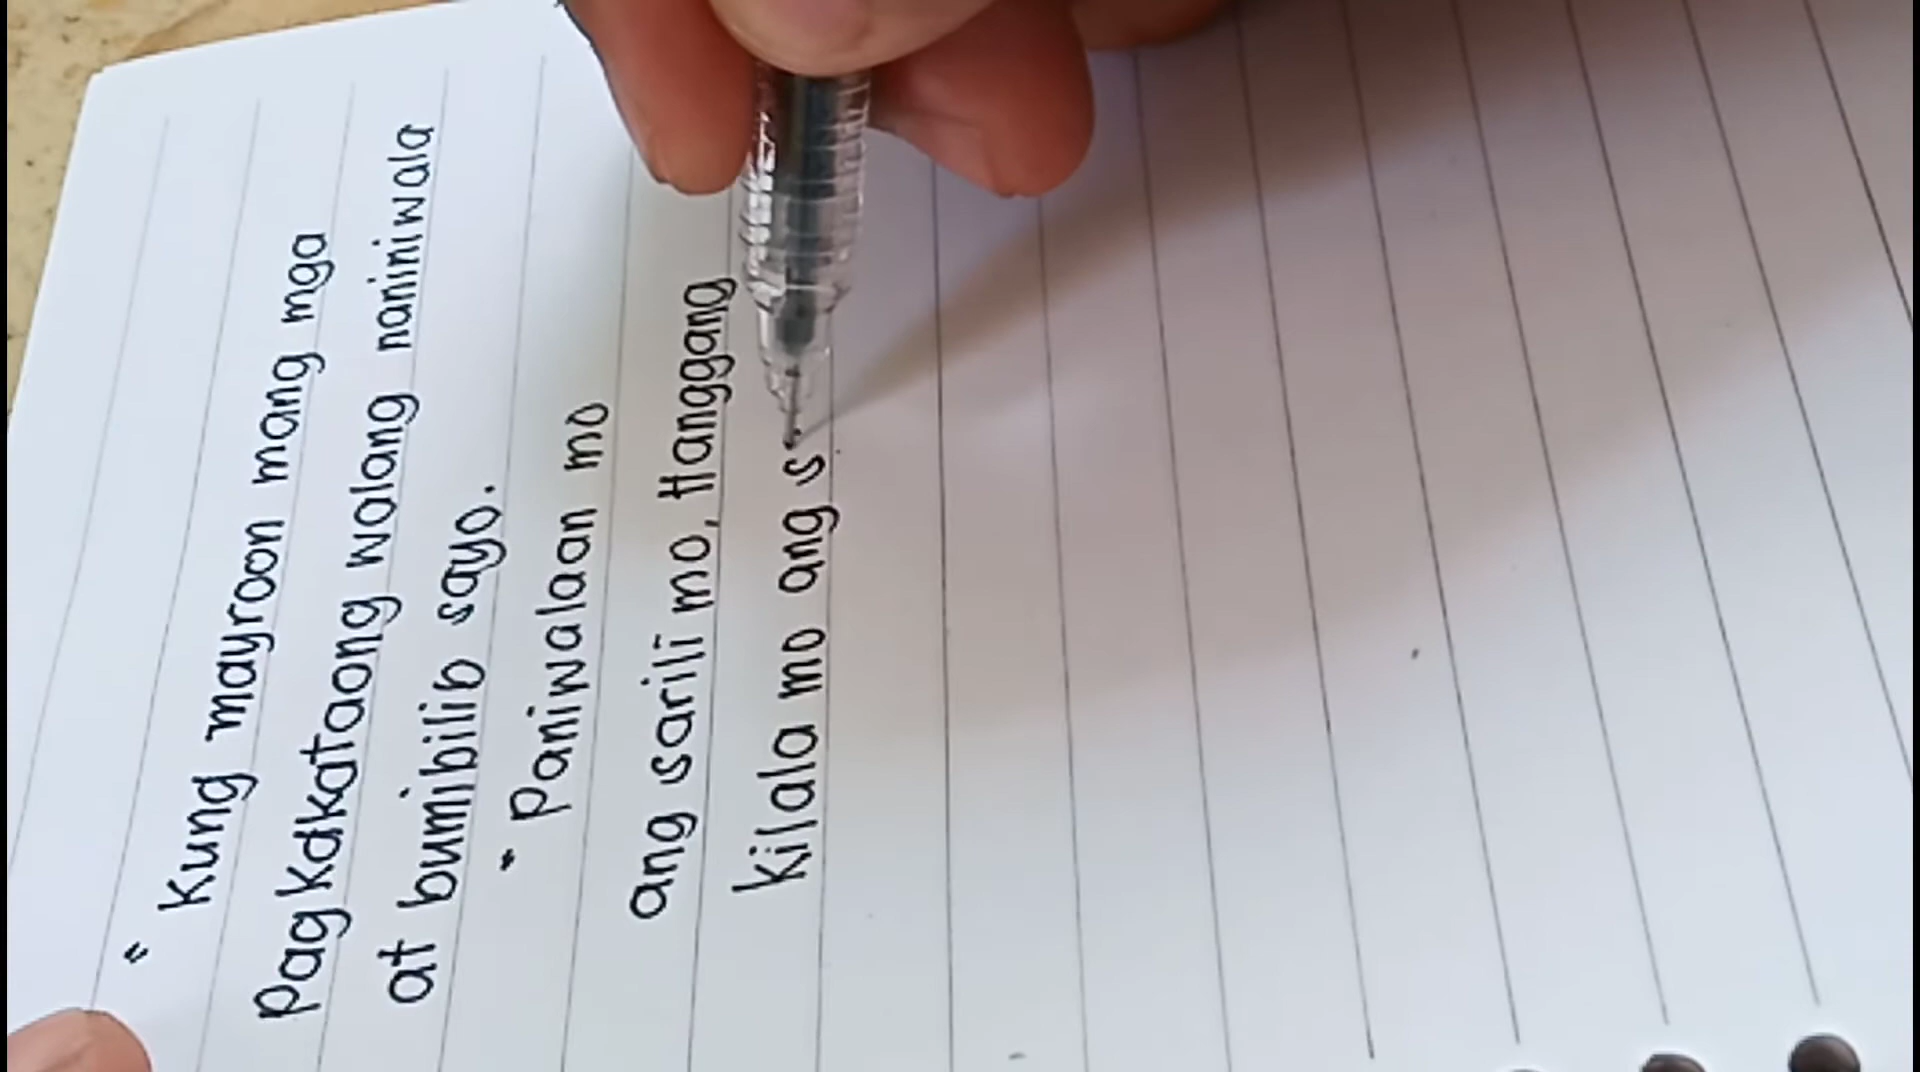 " Kung mayroon mang mga
Pagkakataong walang naniniwala
at bumibilib sayo.
" Paniwalaan mo
ang sarili mo, Hanggang
kilala mo ang s